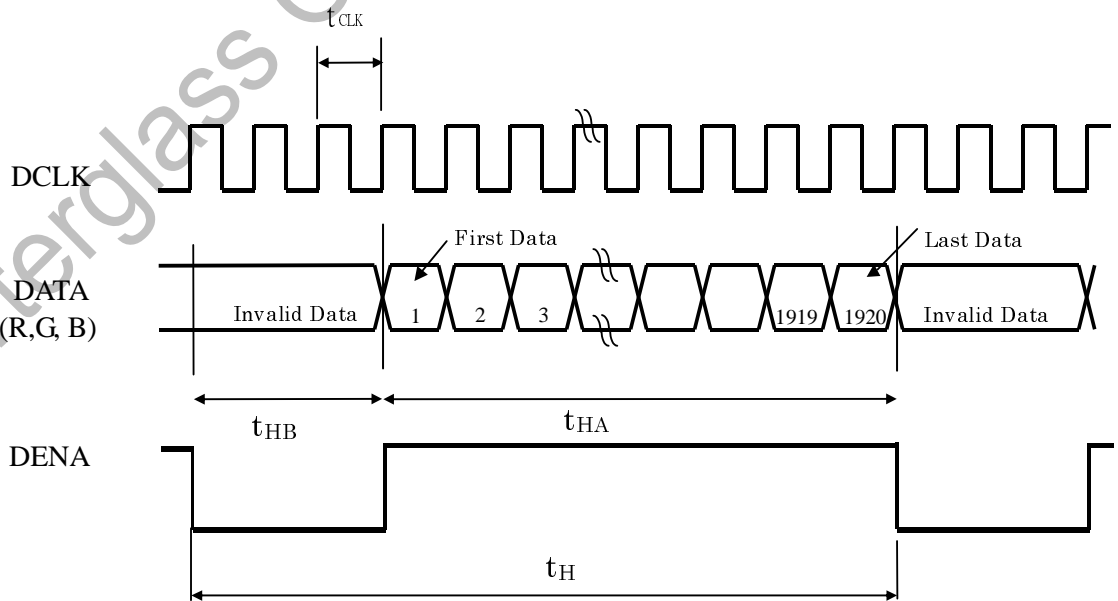 tCLK
DCLK
First Data
Last Data
DATA
(R,G, B)
Invalid Data
1
2
3
1919
1920
Invalid Data
tHB
tHA
DENA
tH
terglass